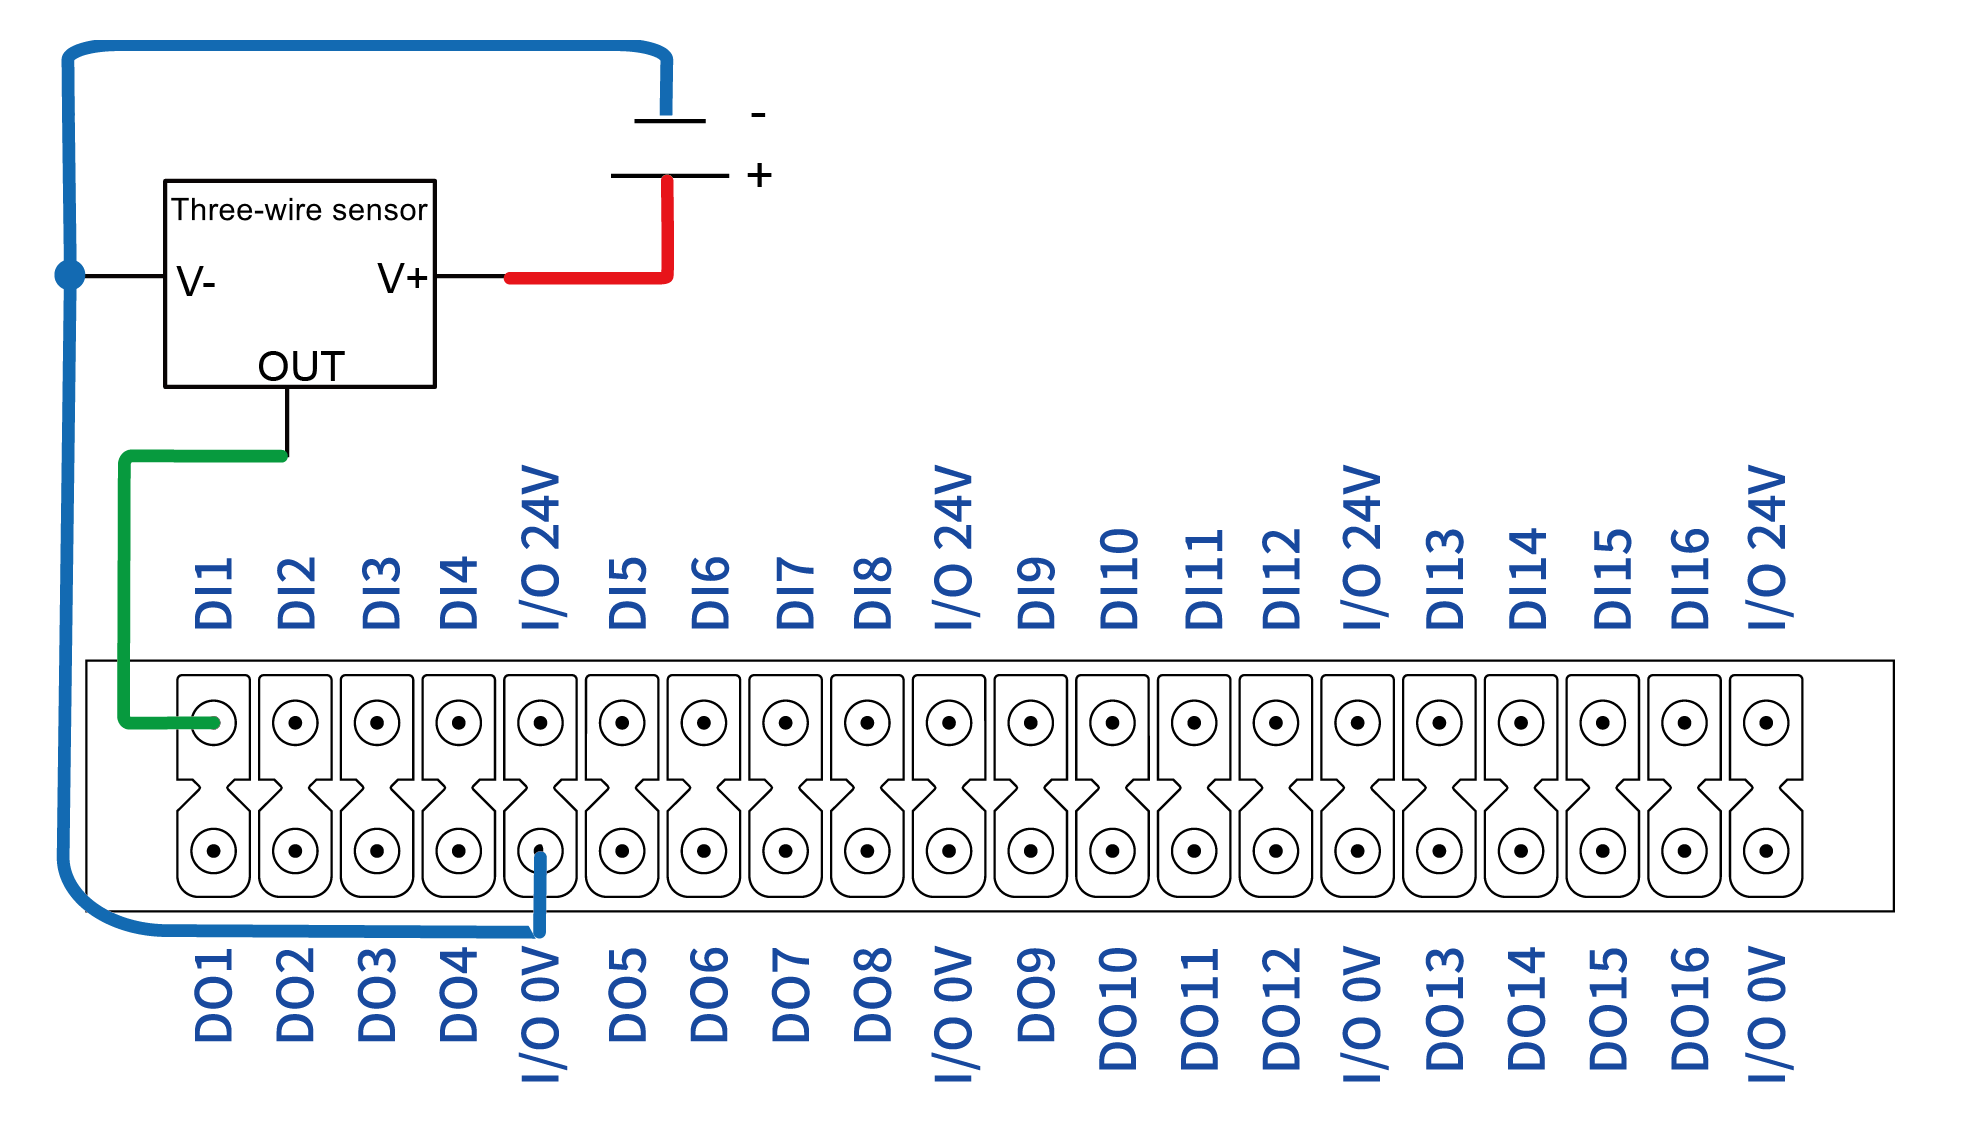 -
+
Three-wire sensor
V-
V+
OUT
DI1
DI2
DI3
DI4
I/O 24V
DI5
DI6
DI7
DI8
I/O 24V
DI9
DI10
DI11
DI12
I/O 24V
DI13
DI14
DI15
DI16
I/O 24V
DO1
DO2
DO3
DO4
I/O 0V
DO5
DO6
DO7
DO8
I/O 0V
DO9
DO10
DO11
DO12
I/O 0V
DO13
DO14
DO15
DO16
I/O 0V